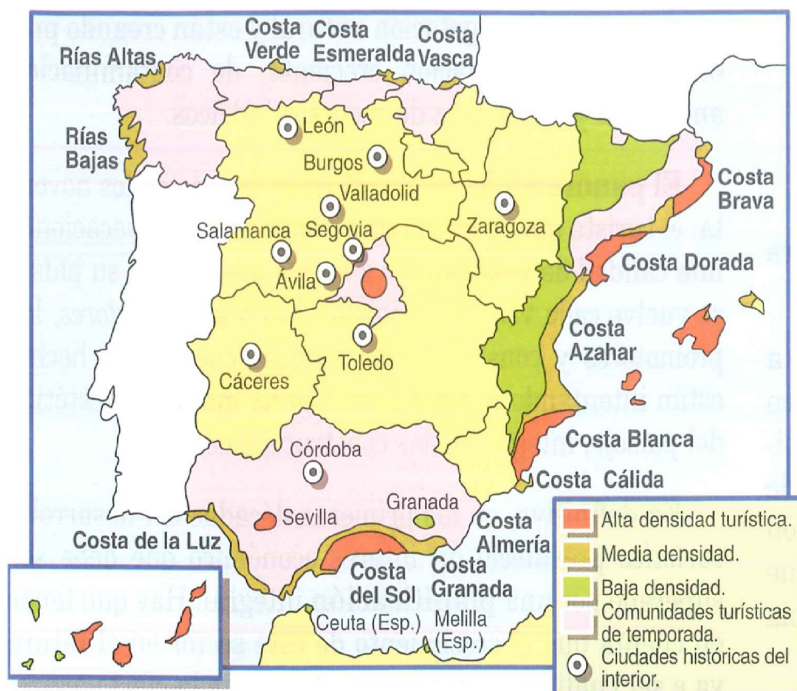 Costa Verde
Costa Esmeralda
Costa Vasca
Rías Altas
Rías Bajas
León
Burgos
Valladolid
Salamanca
Segovia
Ávila
Zaragoza
Costa Brava
Costa Dorada
Costa Azahar
Toledo
Cáceres
Costa Blanca
Córdoba
Costa Cálida
Sevilla
Granada
Costa de la Luz
Costa Almería
Costa del Sol
Costa Granada
Ceuta (Esp.)
Melilla (Esp.)
Alta densidad turística.
Media densidad.
Baja densidad.
Comunidades turísticas
de temporada.
Ciudades históricas del
interior.